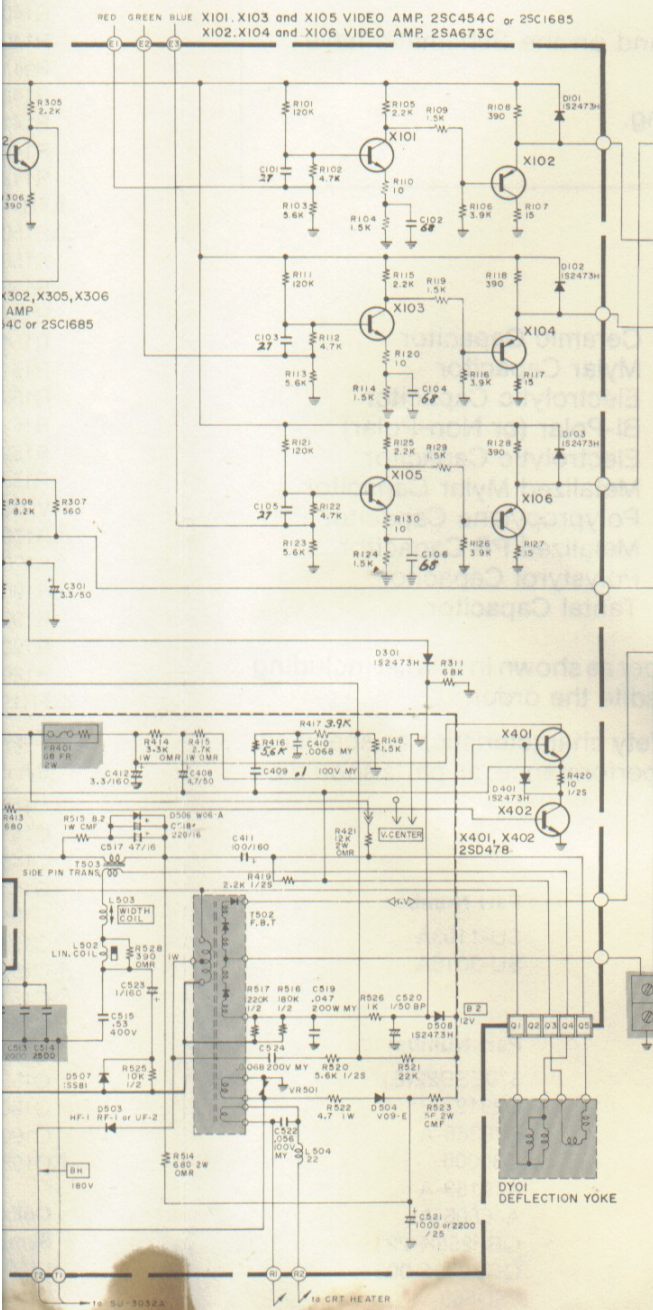 RED GREEN BLUE X101.X103 and X105 VIDEO AMP. 2SC454C or 2SC1685
X102.X104 and X106 VIDEO AMP. 2SA673C
E1 E2 E3
R305
2.2K
R101
120K
R105
2.2K
R109
1.5K
R108
390
D101
1S2473H
X101
X102
C101
27
R102
4.7K
R110
10
R103
5.6K
R104
1.5K
C102
68
R106
3.9K
R107
15
R306
390
R111
120K
R115
2.2K
R119
1.5K
R118
390
D102
1S2473H
X302,X305,X306
AMP
54C or 2SC1685
X103
X104
C103
27
R112
4.7K
R120
10
R113
5.6K
R114
1.5K
C104
68
R116
3.9K
R117
15
R121
120K
R125
2.2K
R129
1.5K
R128
390
D103
1S2473H
X105
X106
R308
8.2K
R307
560
C105
27
R122
4.7K
R130
10
R123
5.6K
R124
1.5K
C106
68
R126
3.9K
R127
15
C301
3.3/50
D301
1S2473H
R311
68K
FR401
68 FR
2W
R414
3.3K
1W OMR
R415
2.7K
1W OMR
R417 3.9K
R416
5.6K
C410
.0068 MY
R148
1.5K
X401
C412
3.3/160
C408
4.7/50
C409 .1 100V MY
D401
1S2473H
R420
10
1/2S
R413
680
R515 8.2
1W CMF
D506 W06-A
C518
220/16
C517 47/16
C411
100/160
R421
12K
2W
OMR
V.CENTER
X402
X401, X402
2SD478
T503
SIDE PIN TRANS
R419
2.2K 1/2S
L503
WIDTH
COIL
T502
F.B.T
L502
LIN. COIL
R528
390
OMR
1W
C523
1/160
R517
220K
1/2
R516
180K
1/2
C519
.047
200W MY
R526
1K
C520
1/50 BP
B2
12V
D508
1S2473H
Q1 Q2 Q3 Q4 Q5
C515
.53
400V
C513
C514
2500
C524
.0068 200V MY
R520
5.6K 1/2S
R521
22K
D507
1SS81
R525
10K
1/2
VR501
D503
HF-1 RF-1 or UF-2
R522
4.7 1W
D504
V09-E
R523
2W
CMF
C522
.056
100V
MY
L504
22
R514
680 2W
OMR
BH
180V
DY01
DEFLECTION YOKE
C521
1000 or 2200
/25
T2 T1 R1 R2
to SU-3032A
to CRT HEATER
Ceramic Capacitor
Mylar Capacitor
Electrolytic Capacitor
Tantal Capacitor